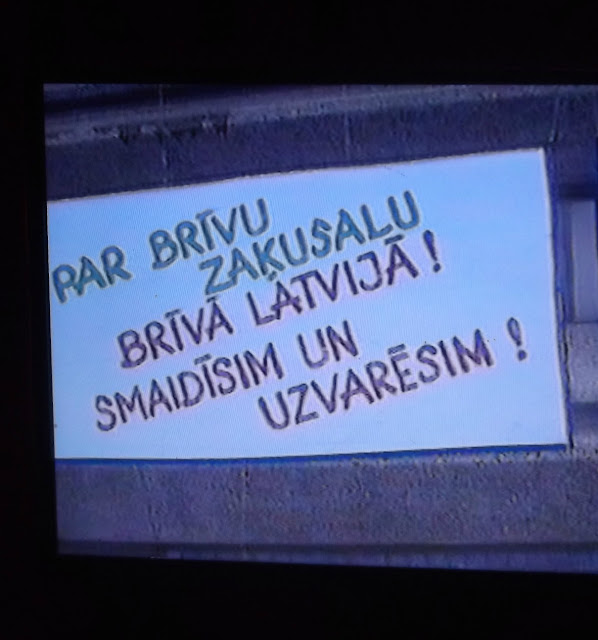 PAR BRĪVU
ZAĶUSALU
BRĪVĀ LATVIJĀ!
SMAIDĪSIM UN
UZVARĒSIM!